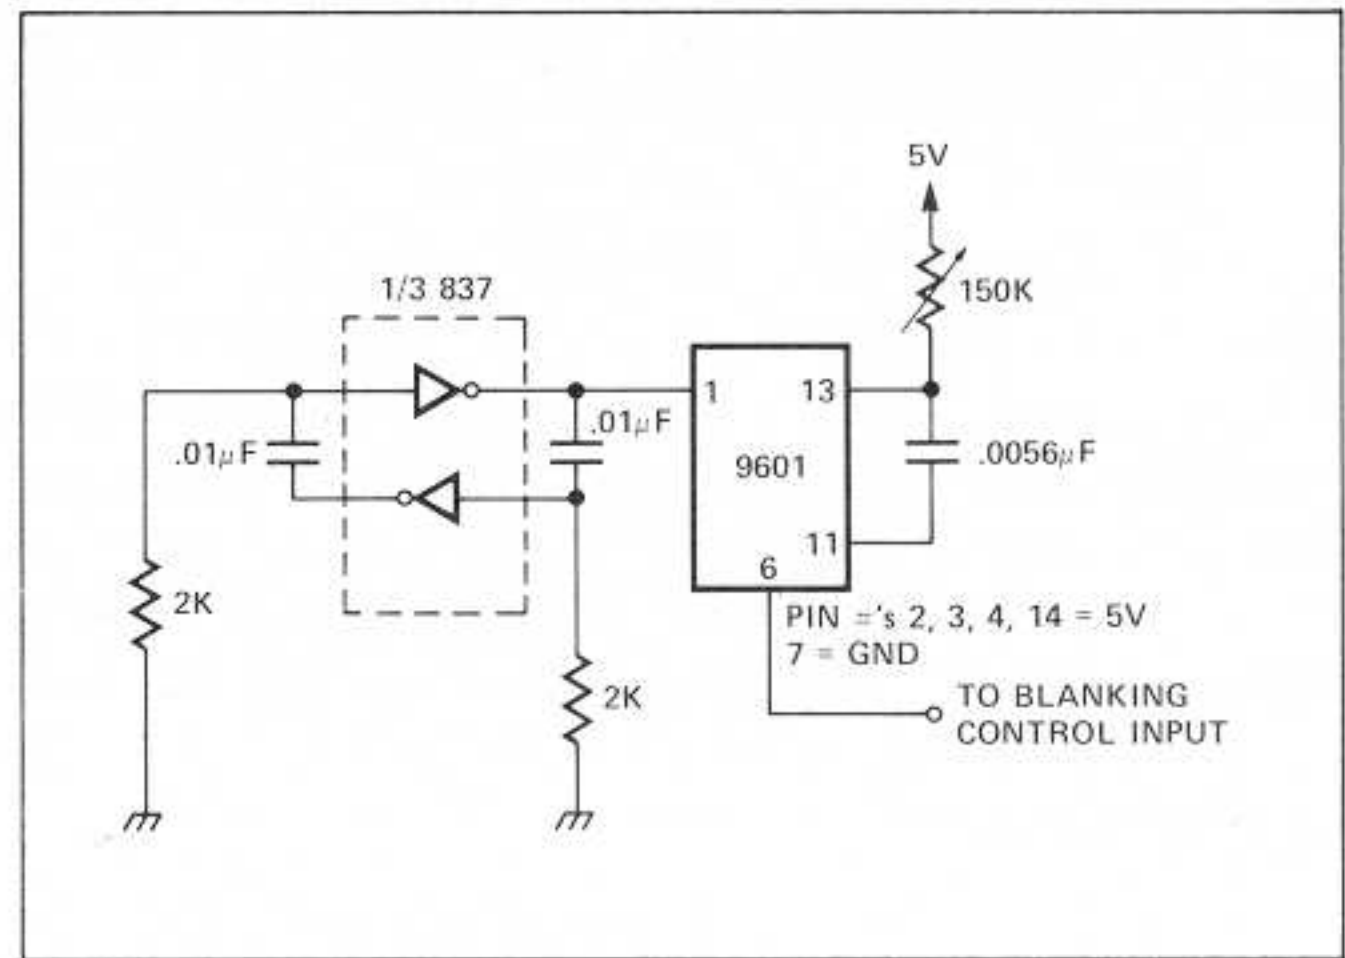 5V
150K
1/3 837
.01μF
.01μF
1
13
9601
.0056μF
11
6
2K
PIN ='s 2, 3, 4, 14 = 5V
7 = GND
2K
TO BLANKING
CONTROL INPUT